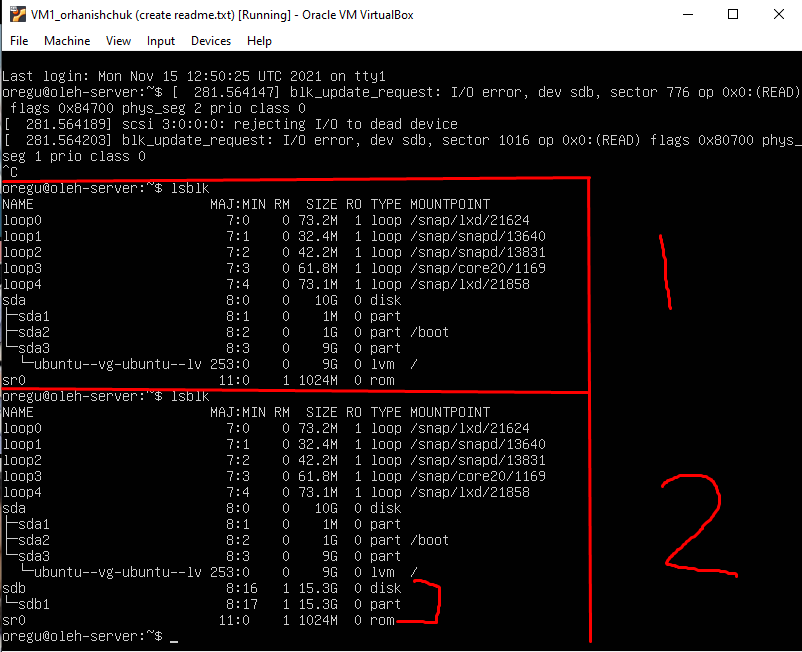 VM1_orhanishchuk (create readme.txt) [Running] - Oracle VM VirtualBox
File Machine View Input Devices Help
Last login: Mon Nov 15 12:50:25 UTC 2021 on tty1
oregu@oleh-server:~$ [  281.564147] blk_update_request: I/O error, dev sdb, sector 776 op 0x0:(READ)
 flags 0x84700 phys_seg 2 prio class 0
[  281.564189] scsi 3:0:0:0: rejecting I/O to dead device
[  281.564203] blk_update_request: I/O error, dev sdb, sector 1016 op 0x0:(READ) flags 0x80700 phys_
seg 1 prio class 0
^C
oregu@oleh-server:~$ lsblk
NAME                      MAJ:MIN RM  SIZE RO TYPE MOUNTPOINT
loop0                       7:0    0 73.2M  1 loop /snap/lxd/21624
loop1                       7:1    0 32.4M  1 loop /snap/snapd/13640
loop2                       7:2    0 42.2M  1 loop /snap/snapd/13831
loop3                       7:3    0 61.8M  1 loop /snap/core20/1169
loop4                       7:4    0 73.1M  1 loop /snap/lxd/21858
sda                         8:0    0   10G  0 disk
├─sda1                      8:1    0    1M  0 part
├─sda2                      8:2    0    1G  0 part /boot
└─sda3                      8:3    0    9G  0 part
  └─ubuntu--vg-ubuntu--lv 253:0    0    9G  0 lvm  /
sr0                        11:0    1 1024M  0 rom
1
oregu@oleh-server:~$ lsblk
NAME                      MAJ:MIN RM  SIZE RO TYPE MOUNTPOINT
loop0                       7:0    0 73.2M  1 loop /snap/lxd/21624
loop1                       7:1    0 32.4M  1 loop /snap/snapd/13640
loop2                       7:2    0 42.2M  1 loop /snap/snapd/13831
loop3                       7:3    0 61.8M  1 loop /snap/core20/1169
loop4                       7:4    0 73.1M  1 loop /snap/lxd/21858
sda                         8:0    0   10G  0 disk
├─sda1                      8:1    0    1M  0 part
├─sda2                      8:2    0    1G  0 part /boot
└─sda3                      8:3    0    9G  0 part
  └─ubuntu--vg-ubuntu--lv 253:0    0    9G  0 lvm  /
sdb                         8:16   1 15.3G  0 disk
└─sdb1                      8:17   1 15.3G  0 part
sr0                        11:0    1 1024M  0 rom
oregu@oleh-server:~$ _
2